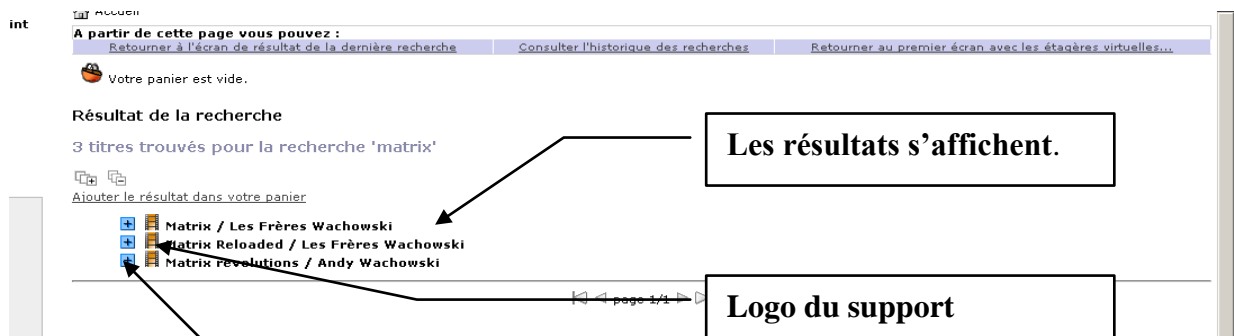 int
Accueil
A partir de cette page vous pouvez :
Retourner à l'écran de résultat de la dernière recherche Consulter l'historique des recherches Retourner au premier écran avec les étagères virtuelles...
Votre panier est vide.
Résultat de la recherche
3 titres trouvés pour la recherche 'matrix'
Les résultats s’affichent.
Ajouter le résultat dans votre panier
Matrix / Les Frères Wachowski
Matrix Reloaded / Les Frères Wachowski
Matrix révolutions / Andy Wachowski
page 1/1
Logo du support